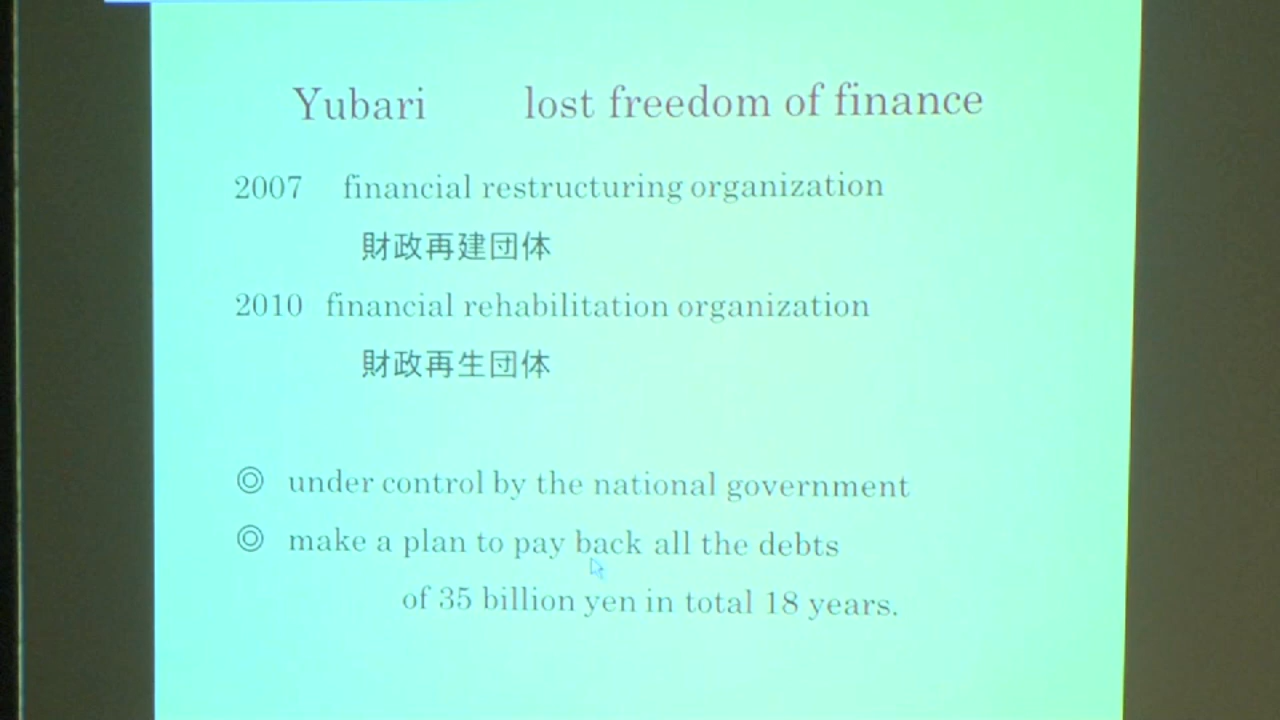 Yubari lost freedom of finance
2007 financial restructuring organization
財政再建団体
2010 financial rehabilitation organization
財政再生団体
◎ under control by the national government
◎ make a plan to pay back all the debts
of 35 billion yen in total 18 years.